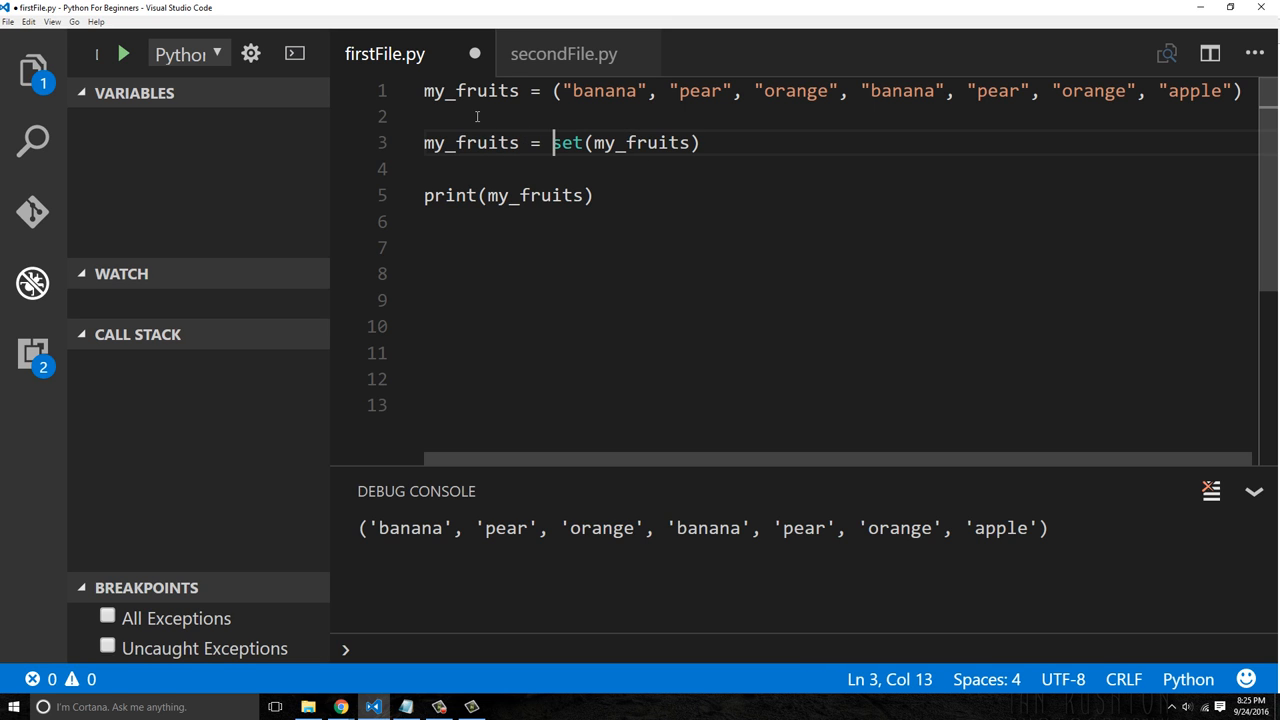 ● firstFile.py - Python For Beginners - Visual Studio Code
File Edit View Go Help
firstFile.py secondFile.py
VARIABLES
WATCH
CALL STACK
BREAKPOINTS
All Exceptions
Uncaught Exceptions
1
2
1 my_fruits = ("banana", "pear", "orange", "banana", "pear", "orange", "apple")
2
3 my_fruits = set(my_fruits)
4
5 print(my_fruits)
6
7
8
9
10
11
12
13
DEBUG CONSOLE
('banana', 'pear', 'orange', 'banana', 'pear', 'orange', 'apple')
0 0 Ln 3, Col 13 Spaces: 4 UTF-8 CRLF Python
I'm Cortana. Ask me anything.
8:25 PM
9/24/2016